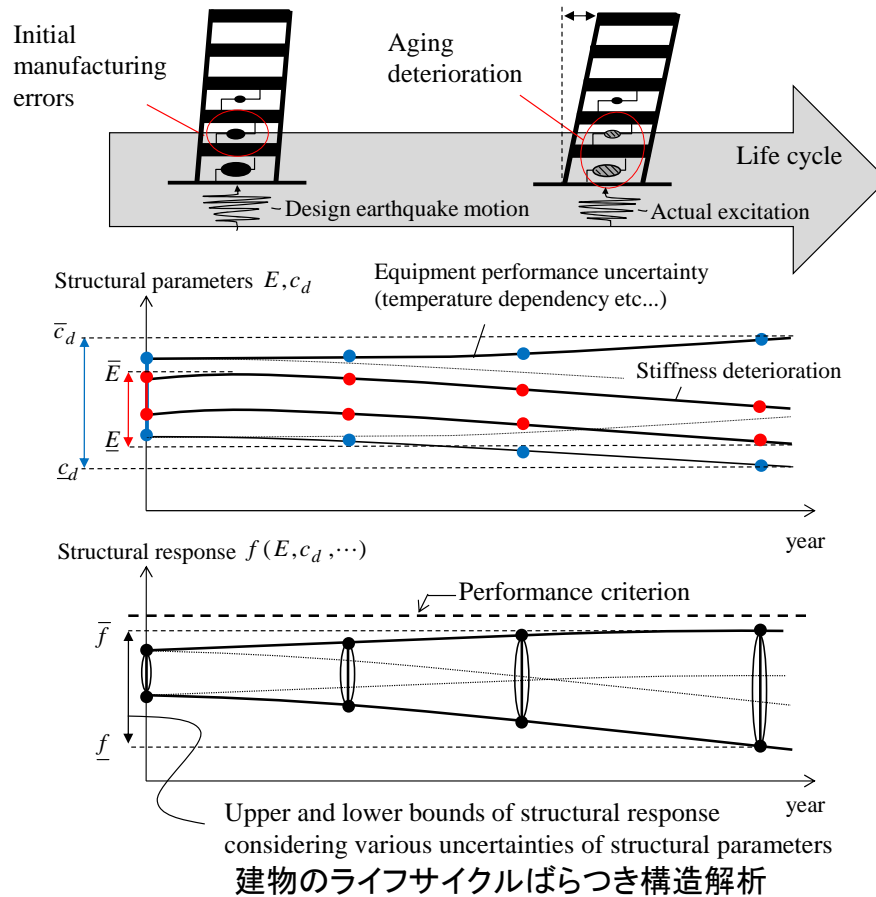 Initial
manufacturing
errors
Aging
deterioration
Life cycle
Design earthquake motion
Actual excitation
Structural parameters E, c_d
Equipment performance uncertainty
(temperature dependency etc...)
c̅_d
E̅
Stiffness deterioration
E̲
c̲_d
year
Structural response f(E, c_d, ⋯)
Performance criterion
f̅
f̲
year
Upper and lower bounds of structural response
considering various uncertainties of structural parameters
建物のライフサイクルばらつき構造解析